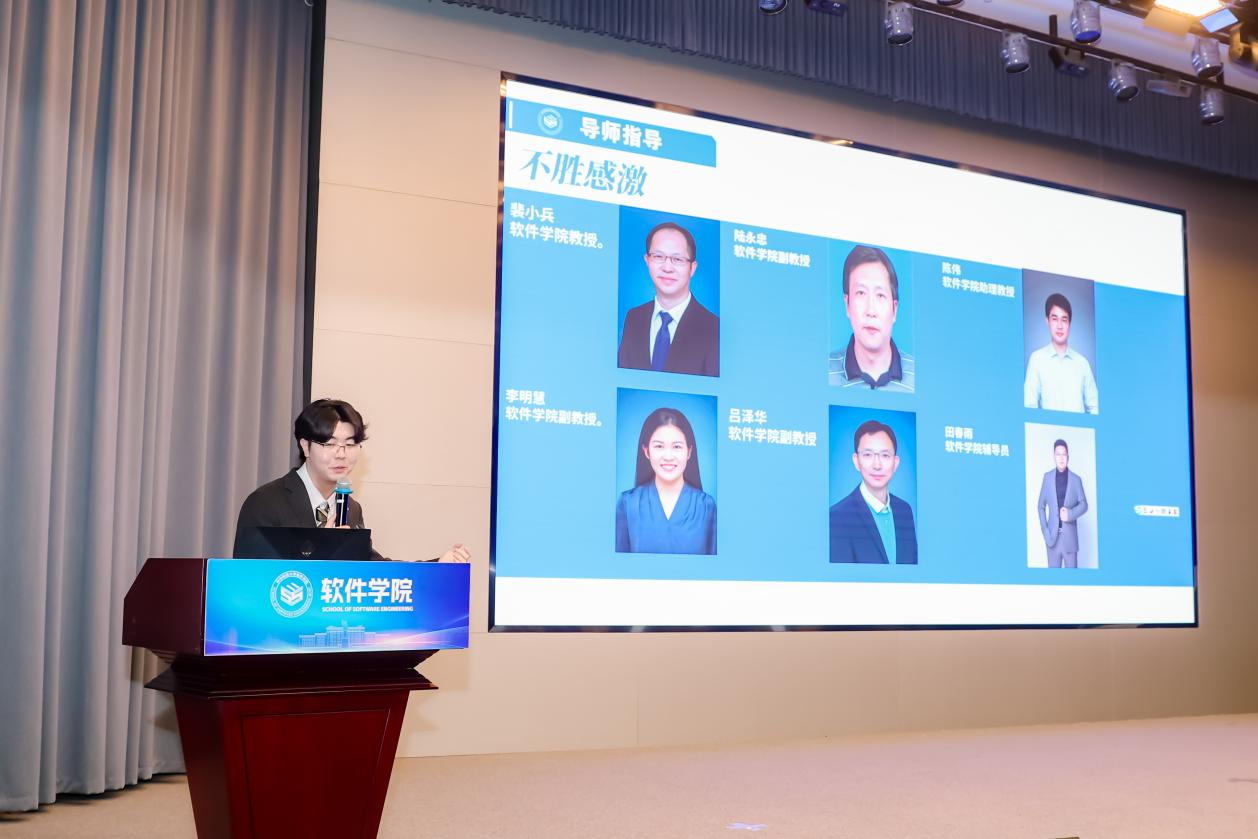 导师指导
不胜感激
裴小兵
软件学院教授。
陆永忠
软件学院副教授
陈伟
软件学院助理教授
李明慧
软件学院副教授。
吕泽华
软件学院副教授
田春雨
软件学院辅导员
软件学院
SCHOOL OF SOFTWARE ENGINEERING